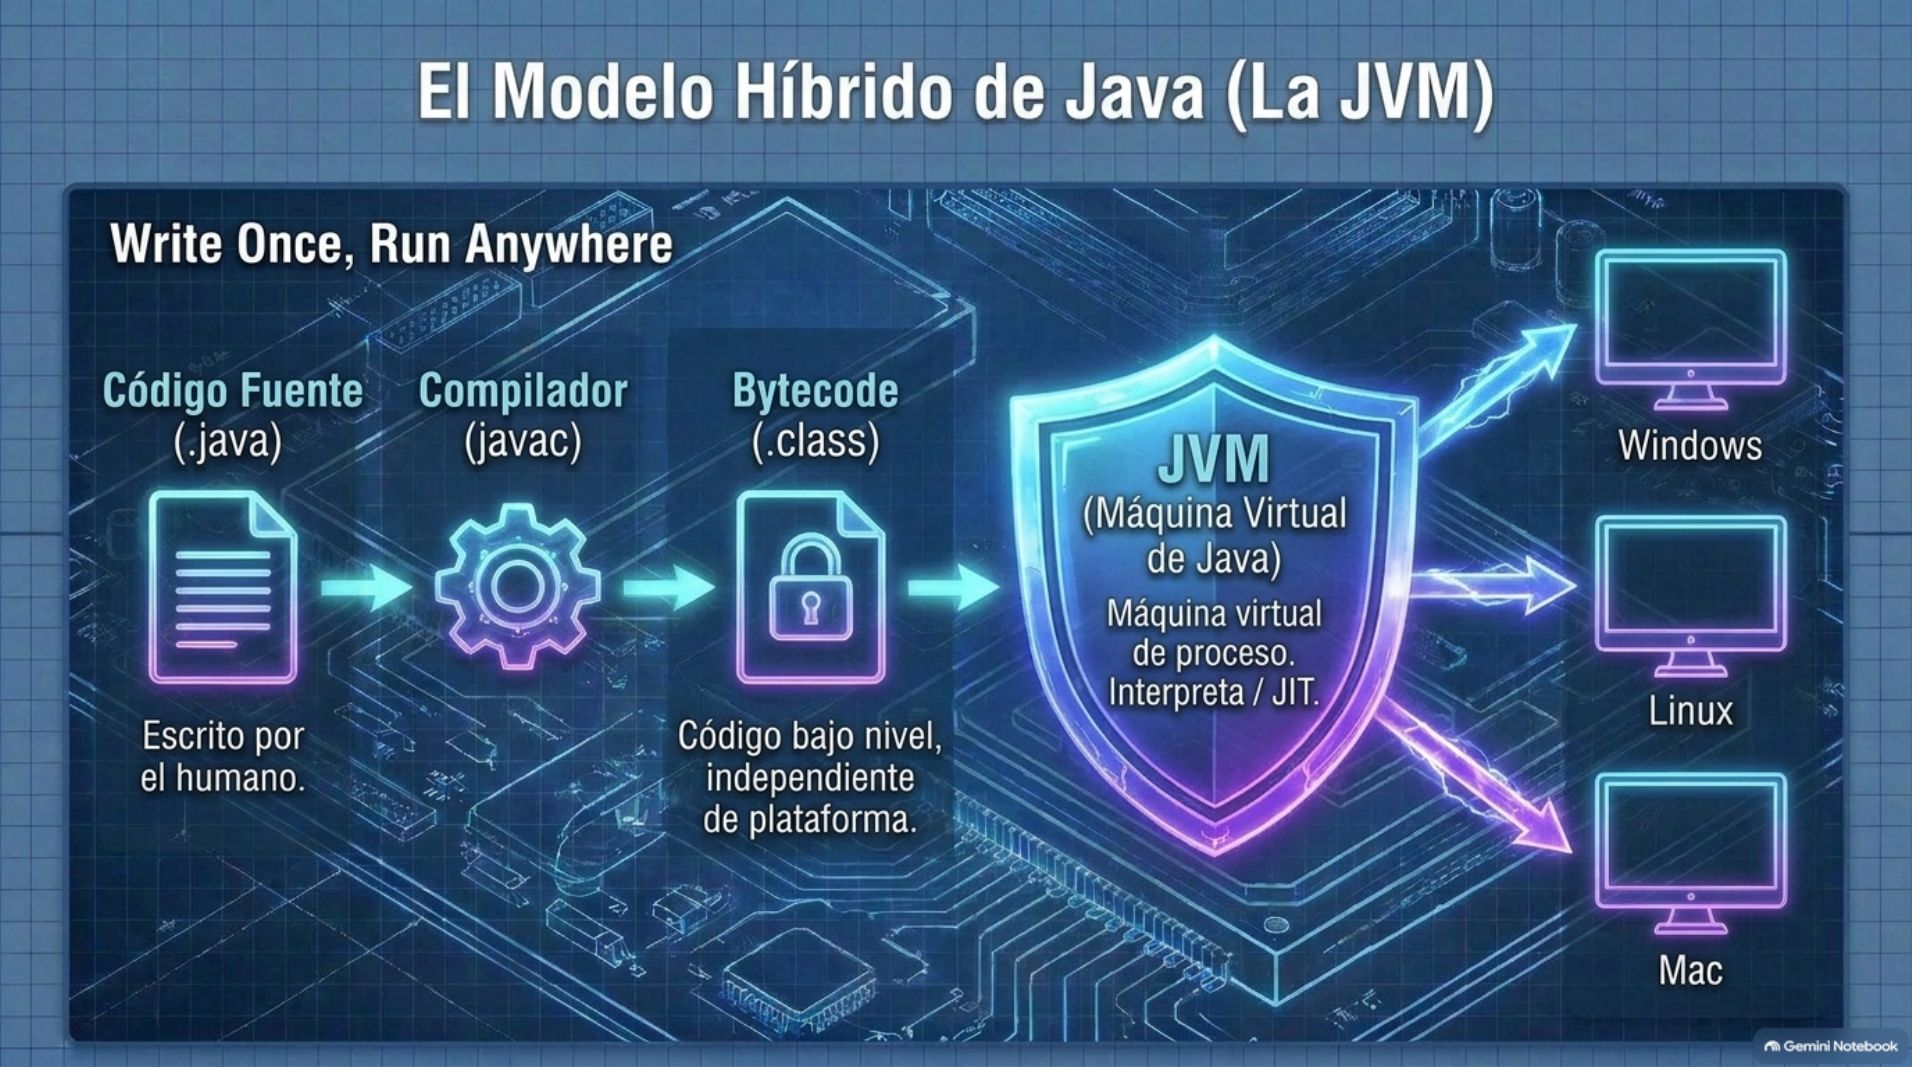 El Modelo Híbrido de Java (La JVM)
Write Once, Run Anywhere
Código Fuente
(.java)
Escrito por
el humano.
Compilador
(javac)
Bytecode
(.class)
Código bajo nivel,
independiente
de plataforma.
JVM
(Máquina Virtual
de Java)
Máquina virtual
de proceso.
Interpreta / JIT.
Windows
Linux
Mac
Gemini Notebook